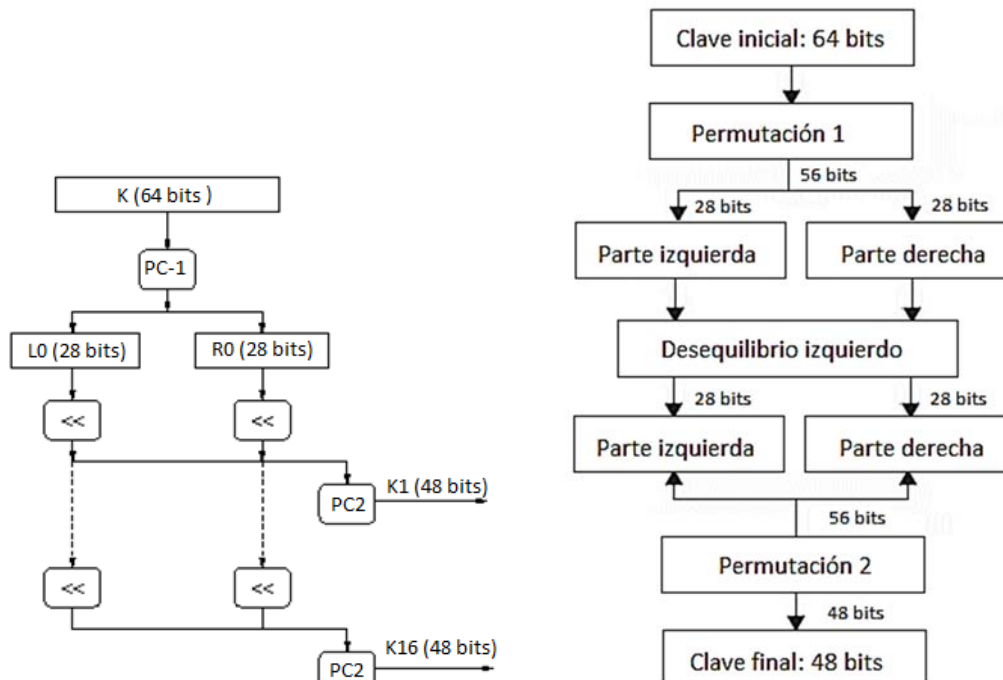 K (64 bits )
PC-1
L0 (28 bits)
R0 (28 bits)
<<
<<
K1 (48 bits)
PC2
<<
<<
K16 (48 bits)
PC2
Clave inicial: 64 bits
Permutación 1
56 bits
28 bits
28 bits
Parte izquierda
Parte derecha
Desequilibrio izquierdo
28 bits
28 bits
Parte izquierda
Parte derecha
56 bits
Permutación 2
48 bits
Clave final: 48 bits